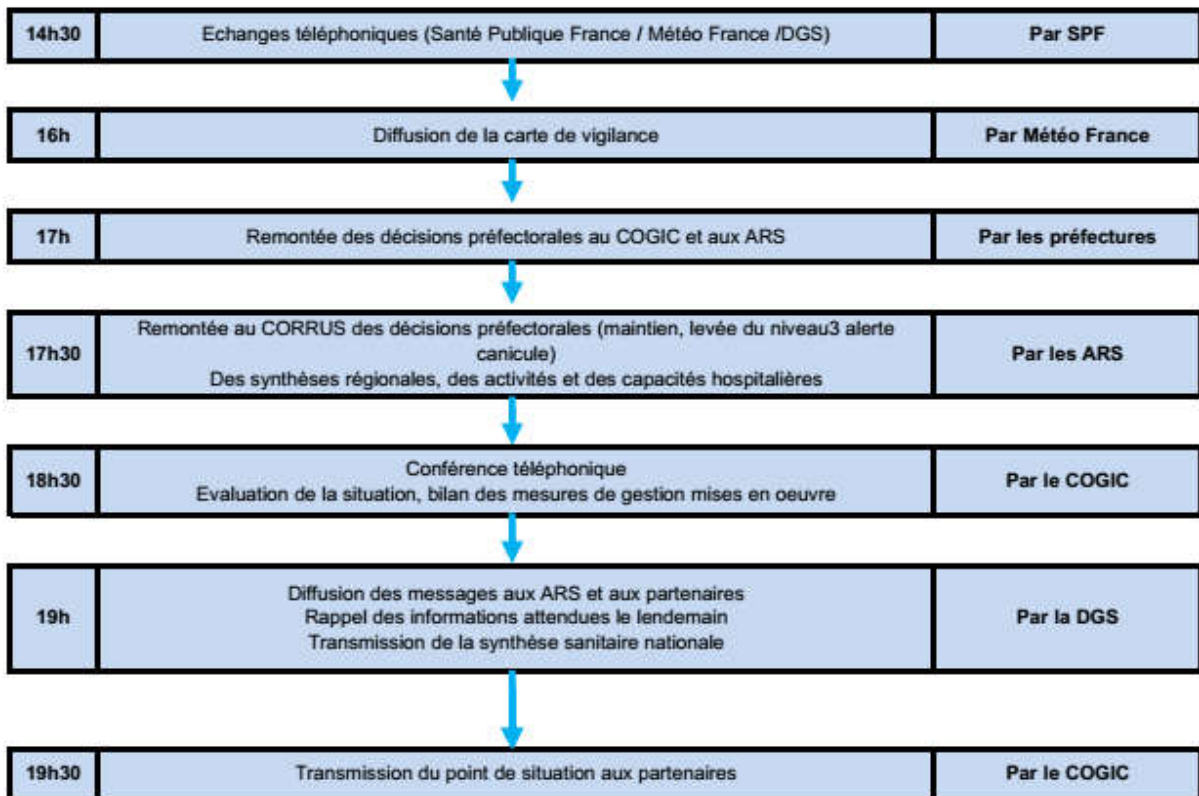 14h30
Echanges téléphoniques (Santé Publique France / Météo France /DGS)
Par SPF
16h
Diffusion de la carte de vigilance
Par Météo France
17h
Remontée des décisions préfectorales au COGIC et aux ARS
Par les préfectures
17h30
Remontée au CORRUS des décisions préfectorales (maintien, levée du niveau3 alerte
canicule)
Des synthèses régionales, des activités et des capacités hospitalières
Par les ARS
18h30
Conférence téléphonique
Evaluation de la situation, bilan des mesures de gestion mises en oeuvre
Par le COGIC
19h
Diffusion des messages aux ARS et aux partenaires
Rappel des informations attendues le lendemain
Transmission de la synthèse sanitaire nationale
Par la DGS
19h30
Transmission du point de situation aux partenaires
Par le COGIC